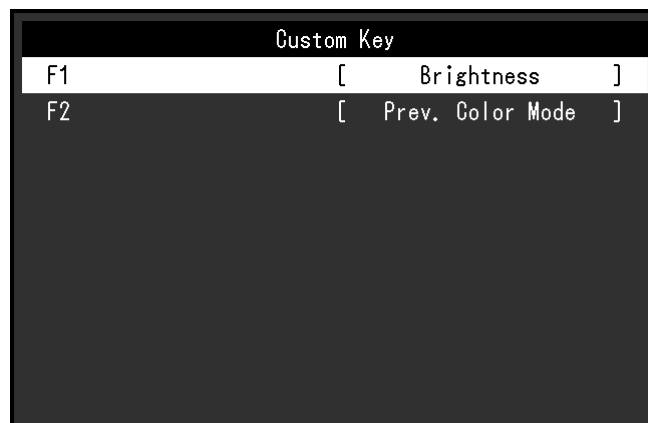 Custom Key
F1 [ Brightness ]
F2 [ Prev. Color Mode ]